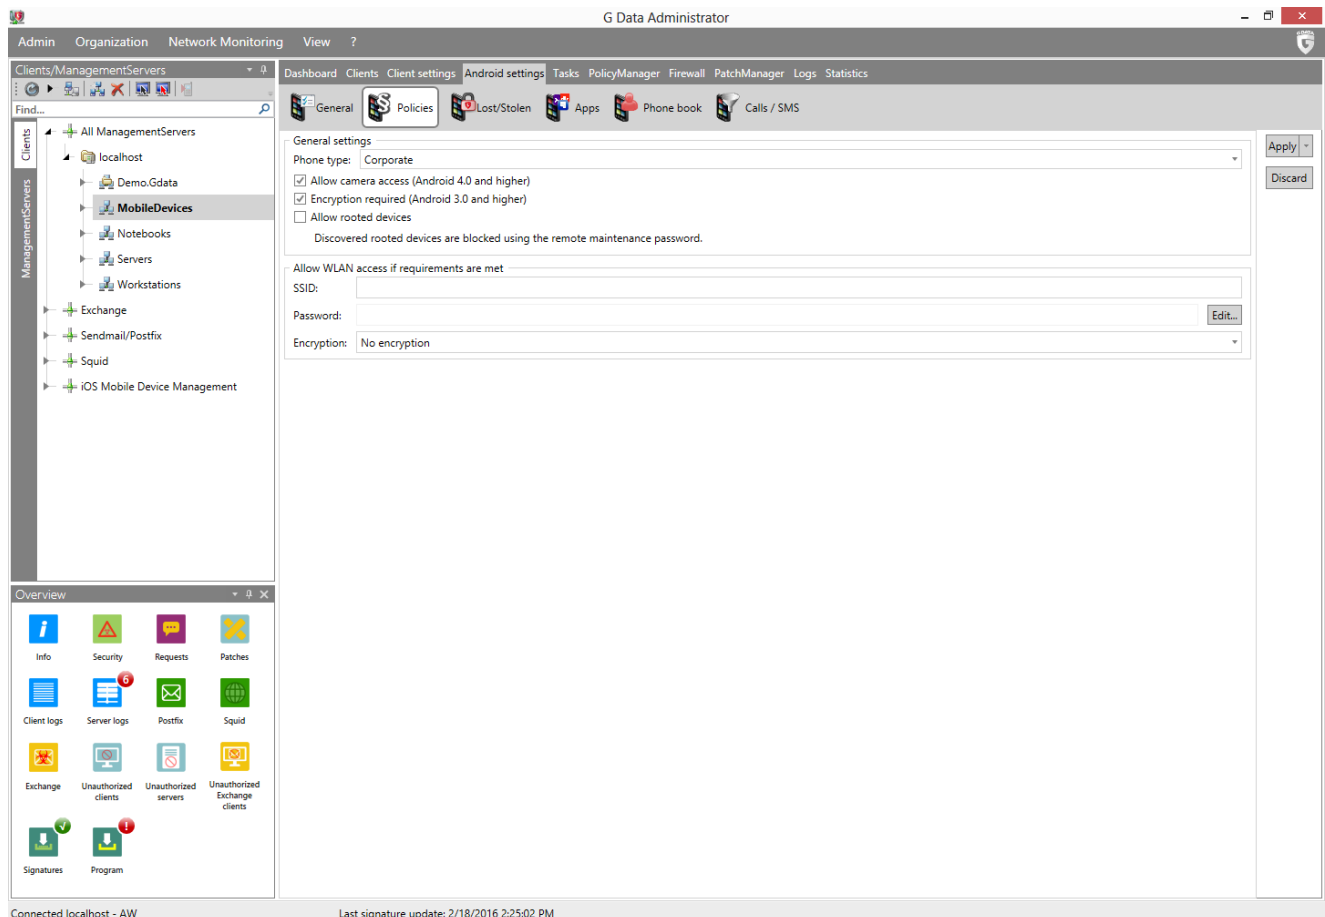 G Data Administrator
Admin Organization Network Monitoring View ?
Clients/ManagementServers
Find...
Clients
ManagementServers
All ManagementServers
localhost
Demo.Gdata
MobileDevices
Notebooks
Servers
Workstations
Exchange
Sendmail/Postfix
Squid
iOS Mobile Device Management
Dashboard Clients Client settings Android settings Tasks PolicyManager Firewall PatchManager Logs Statistics
General Policies Lost/Stolen Apps Phone book Calls / SMS
General settings
Phone type: Corporate
Allow camera access (Android 4.0 and higher)
Encryption required (Android 3.0 and higher)
Allow rooted devices
Discovered rooted devices are blocked using the remote maintenance password.
Allow WLAN access if requirements are met
SSID:
Password: Edit...
Encryption: No encryption
Apply
Discard
Overview
Info Security Requests Patches
6
Client logs Server logs Postfix Squid
Exchange Unauthorized clients Unauthorized servers Unauthorized Exchange clients
Signatures Program
Connected localhost - AW Last signature update: 2/18/2016 2:25:02 PM